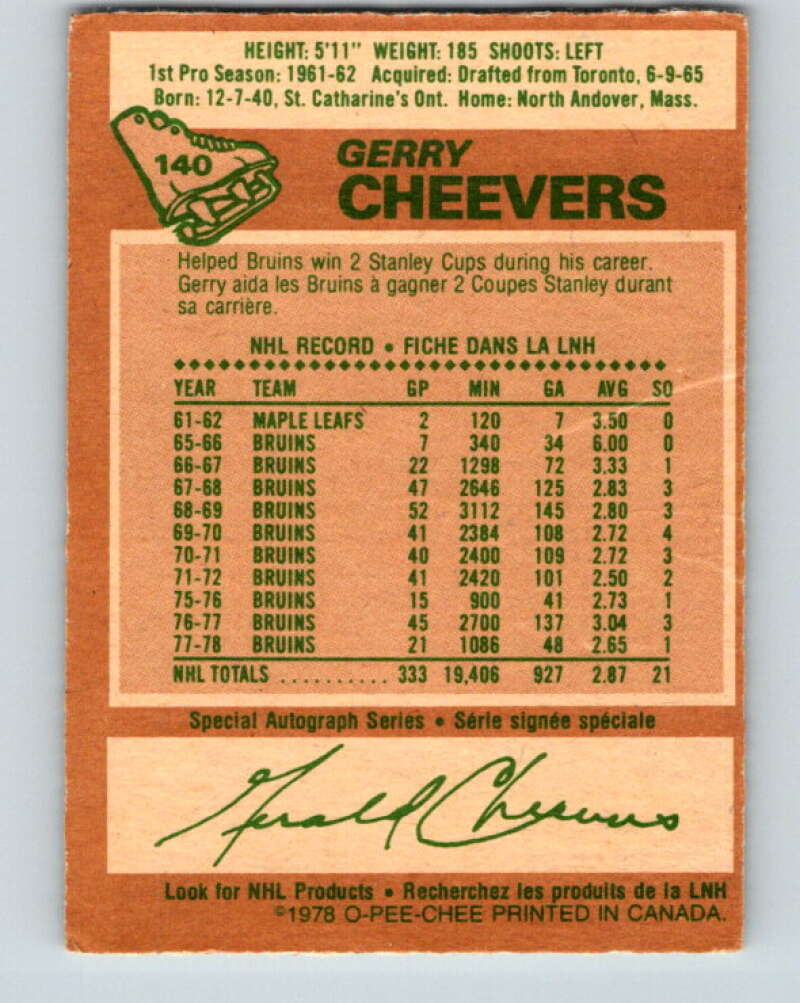 HEIGHT: 5'11" WEIGHT: 185 SHOOTS: LEFT
1st Pro Season: 1961-62 Acquired: Drafted from Toronto, 6-9-65
Born: 12-7-40, St. Catharine's Ont. Home: North Andover, Mass.
140
GERRY
CHEEVERS
Helped Bruins win 2 Stanley Cups during his career.
Gerry aida les Bruins à gagner 2 Coupes Stanley durant
sa carrière.
NHL RECORD • FICHE DANS LA LNH
YEAR TEAM GP MIN GA AVG SO
61-62 MAPLE LEAFS 2 120 7 3.50 0
65-66 BRUINS 7 340 34 6.00 0
66-67 BRUINS 22 1298 72 3.33 1
67-68 BRUINS 47 2646 125 2.83 3
68-69 BRUINS 52 3112 145 2.80 3
69-70 BRUINS 41 2384 108 2.72 4
70-71 BRUINS 40 2400 109 2.72 3
71-72 BRUINS 41 2420 101 2.50 2
75-76 BRUINS 15 900 41 2.73 1
76-77 BRUINS 45 2700 137 3.04 3
77-78 BRUINS 21 1086 48 2.65 1
NHL TOTALS .......... 333 19,406 927 2.87 21
Special Autograph Series • Série signée spéciale
Gerald Cheevers
Look for NHL Products • Recherchez les produits de la LNH
©1978 O-PEE-CHEE PRINTED IN CANADA.